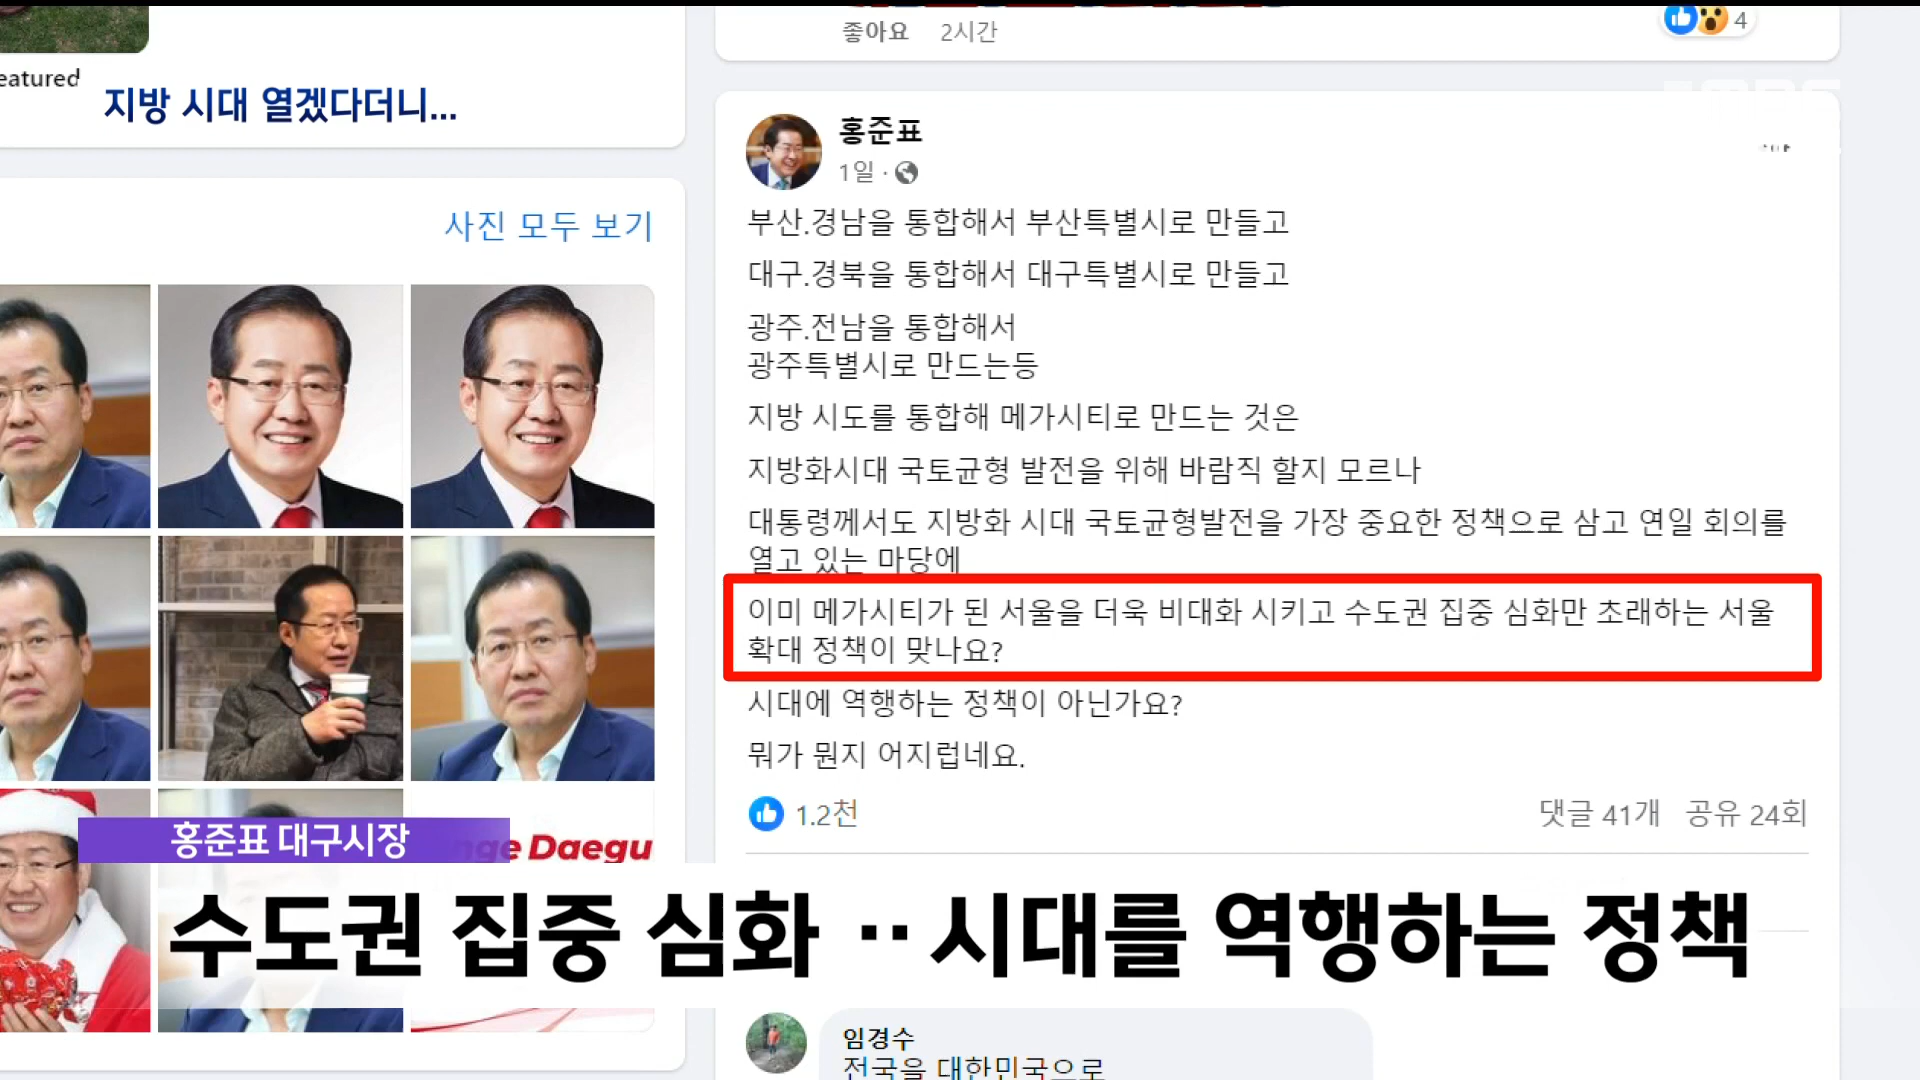 좋아요 2시간
4
eatured
지방 시대 열겠다더니...
사진 모두 보기
홍준표
1일 ·
부산.경남을 통합해서 부산특별시로 만들고
대구.경북을 통합해서 대구특별시로 만들고
광주.전남을 통합해서
광주특별시로 만드는등
지방 시도를 통합해 메가시티로 만드는 것은
지방화시대 국토균형 발전을 위해 바람직 할지 모르나
대통령께서도 지방화 시대 국토균형발전을 가장 중요한 정책으로 삼고 연일 회의를
열고 있는 마당에
이미 메가시티가 된 서울을 더욱 비대화 시키고 수도권 집중 심화만 초래하는 서울
확대 정책이 맞나요?
시대에 역행하는 정책이 아닌가요?
뭐가 뭔지 어지럽네요.
1.2천 댓글 41개 공유 24회
nge Daegu
홍준표 대구시장
수도권 집중 심화 ‥시대를 역행하는 정책
임경수
전국을 대한민국으로